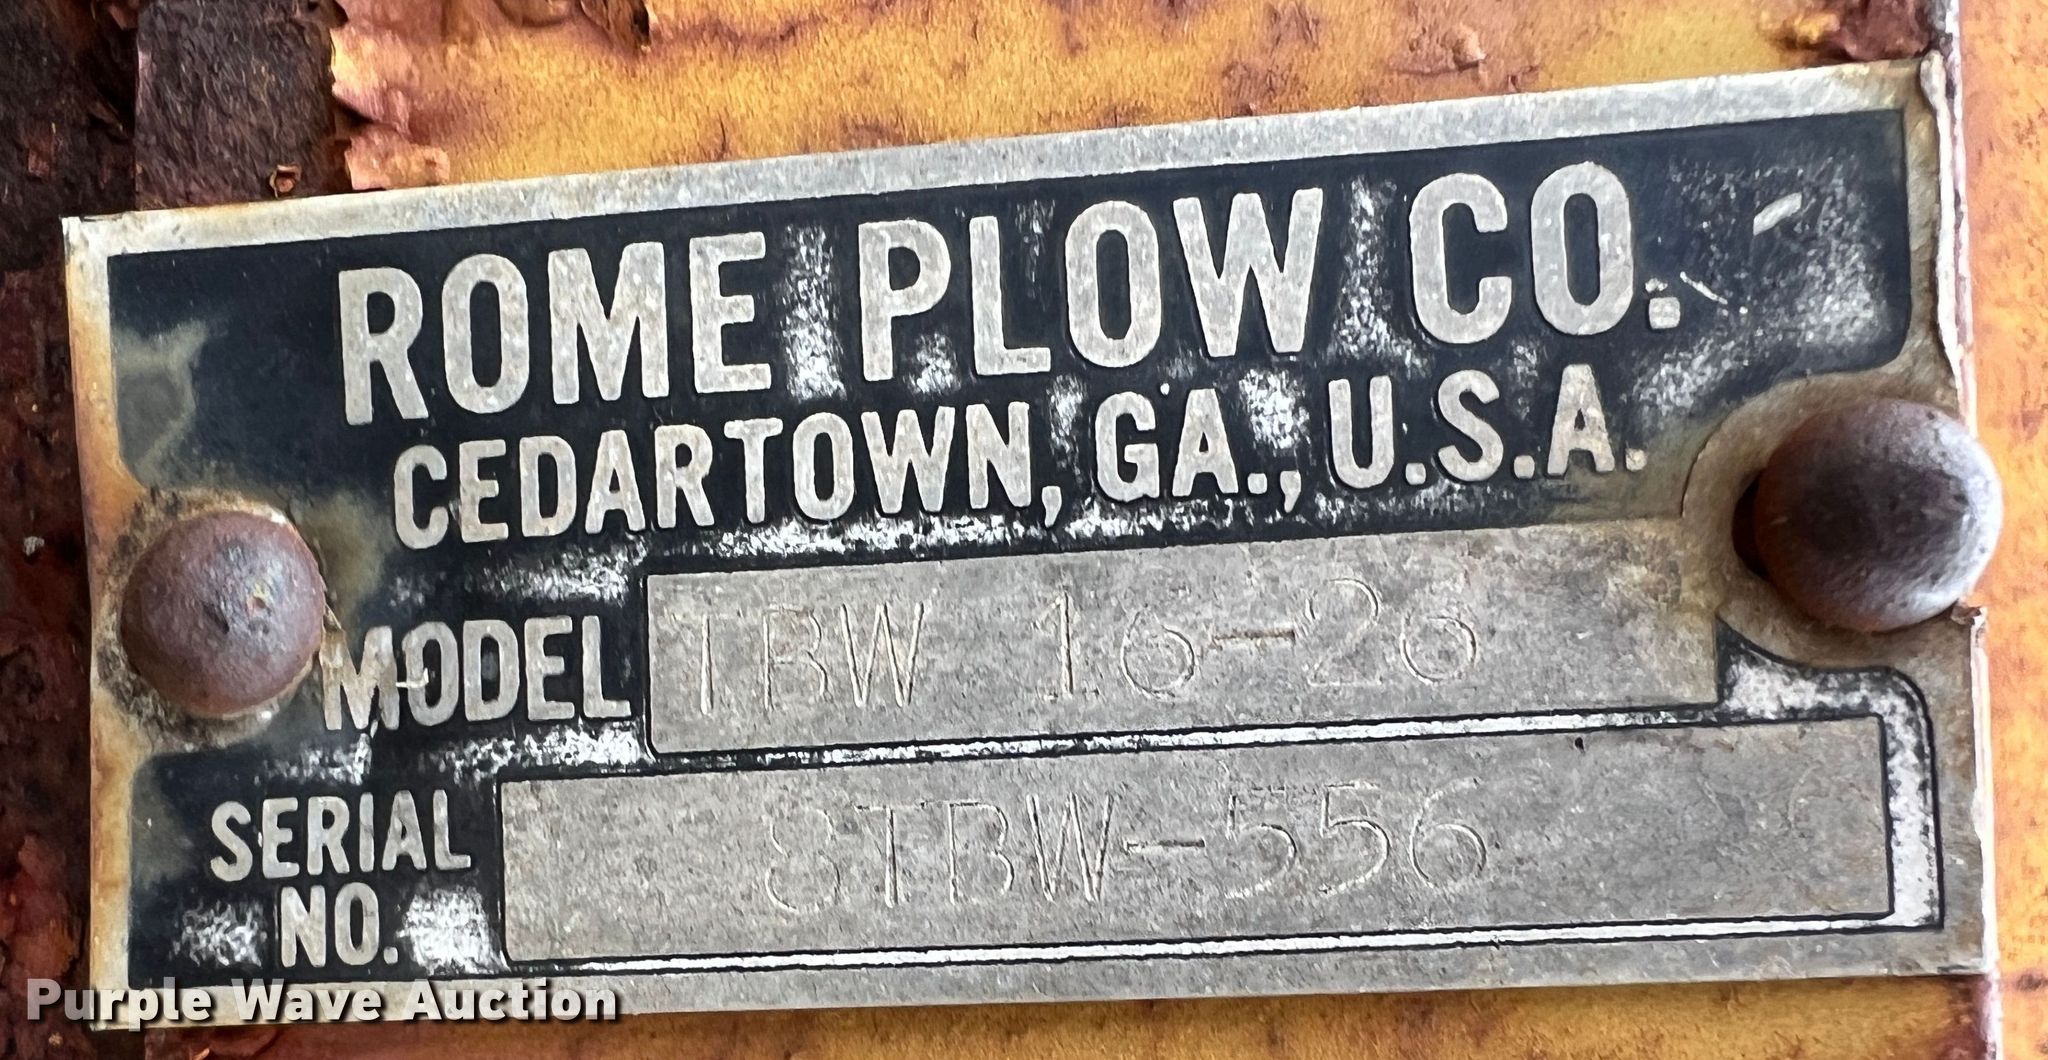 ROME PLOW CO.
CEDARTOWN, GA., U.S.A.
MODEL TBW 16-26
SERIAL NO. 8TBW-556
Purple Wave Auction